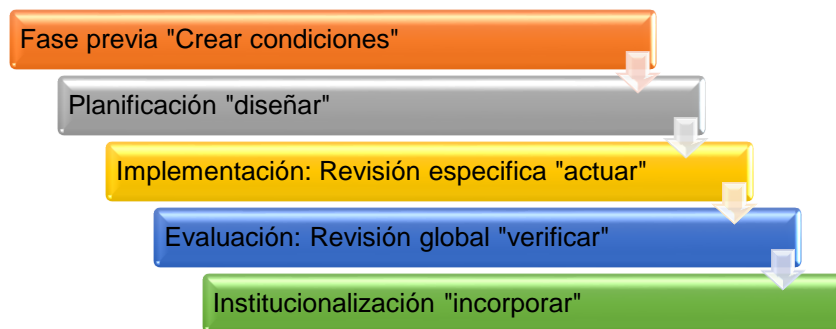 Fase previa "Crear condiciones"
Planificación "diseñar"
Implementación: Revisión especifica "actuar"
Evaluación: Revisión global "verificar"
Institucionalización "incorporar"